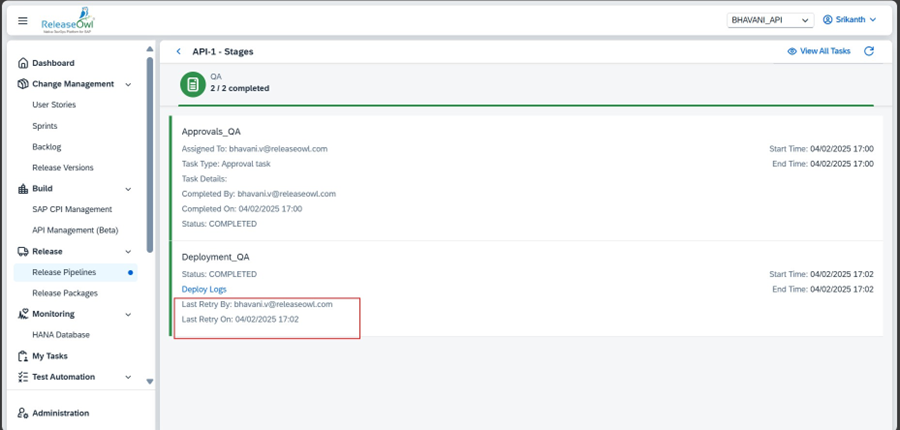 ReleaseOwl
Native DevOps Platform for SAP
BHAVANI_API
Srikanth
Dashboard
Change Management
User Stories
Sprints
Backlog
Release Versions
Build
SAP CPI Management
API Management (Beta)
Release
Release Pipelines
Release Packages
Monitoring
HANA Database
My Tasks
Test Automation
Administration
API-1 - Stages
View All Tasks
QA
2 / 2 completed
Approvals_QA
Assigned To: bhavani.v@releaseowl.com
Start Time: 04/02/2025 17:00
Task Type: Approval task
End Time: 04/02/2025 17:00
Task Details:
Completed By: bhavani.v@releaseowl.com
Completed On: 04/02/2025 17:00
Status: COMPLETED
Deployment_QA
Status: COMPLETED
Start Time: 04/02/2025 17:02
Deploy Logs
End Time: 04/02/2025 17:02
Last Retry By: bhavani.v@releaseowl.com
Last Retry On: 04/02/2025 17:02